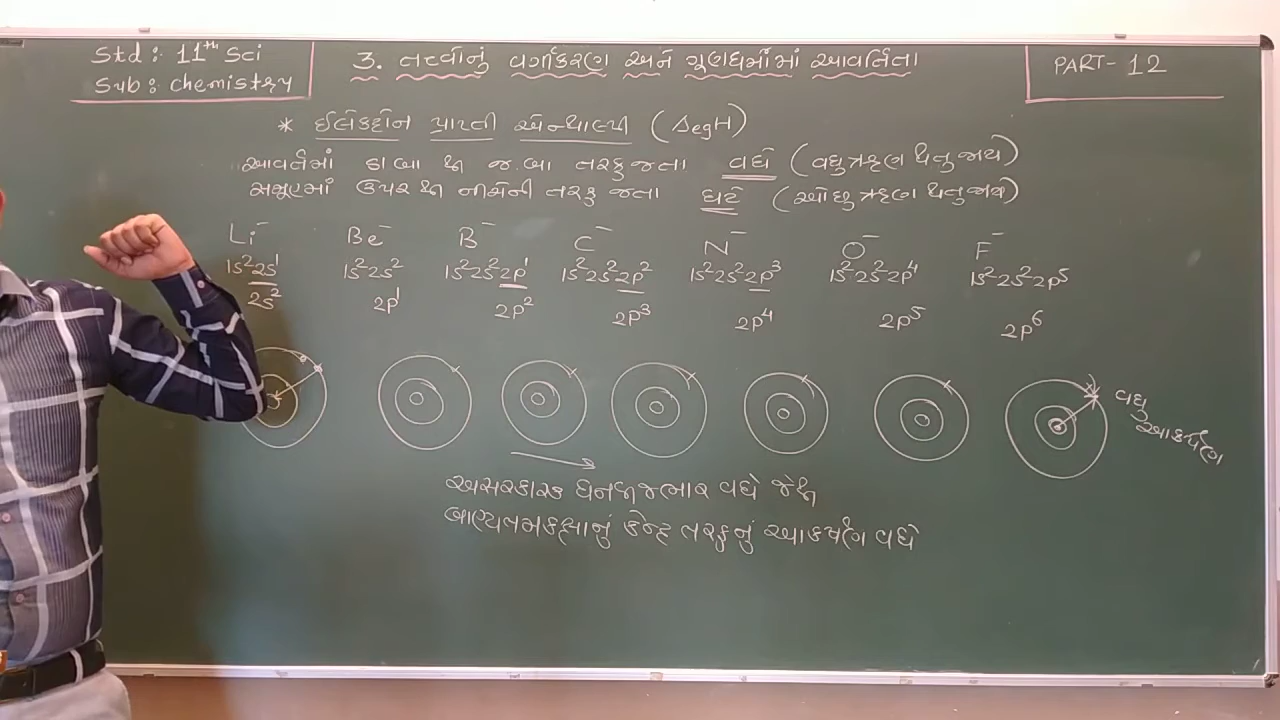 Std : 11th Sci
Sub : chemistry
3. તત્ત્વોનું વર્ગીકરણ અને ગુણધર્મોમાં આવર્તિતા
PART- 12
* ઈલેક્ટ્રોન પ્રાપ્તી એન્થાલ્પી (ΔegH)
આવર્તમાં ડાબા થી જ.બા તરફ જતા વધે (વધુ ઋણ થતુ જાય)
સમૂહમાં ઉપર થી નીચેની તરફ જતા ઘટે (ઓછુ ઋણ થતુ જાય)
Li⁻ Be⁻ B⁻ C⁻ N⁻ O⁻ F⁻
1s²2s¹ 1s²2s² 1s²2s²2p¹ 1s²2s²2p² 1s²2s²2p³ 1s²2s²2p⁴ 1s²2s²2p⁵
2s² 2p¹ 2p² 2p³ 2p⁴ 2p⁵ 2p⁶
વધુ
આકર્ષણ
અસરકારક ધનવીજભાર વધે જેથી
બાહ્યતમકક્ષાનું કેન્દ્ર તરફનું આકર્ષણ વધે